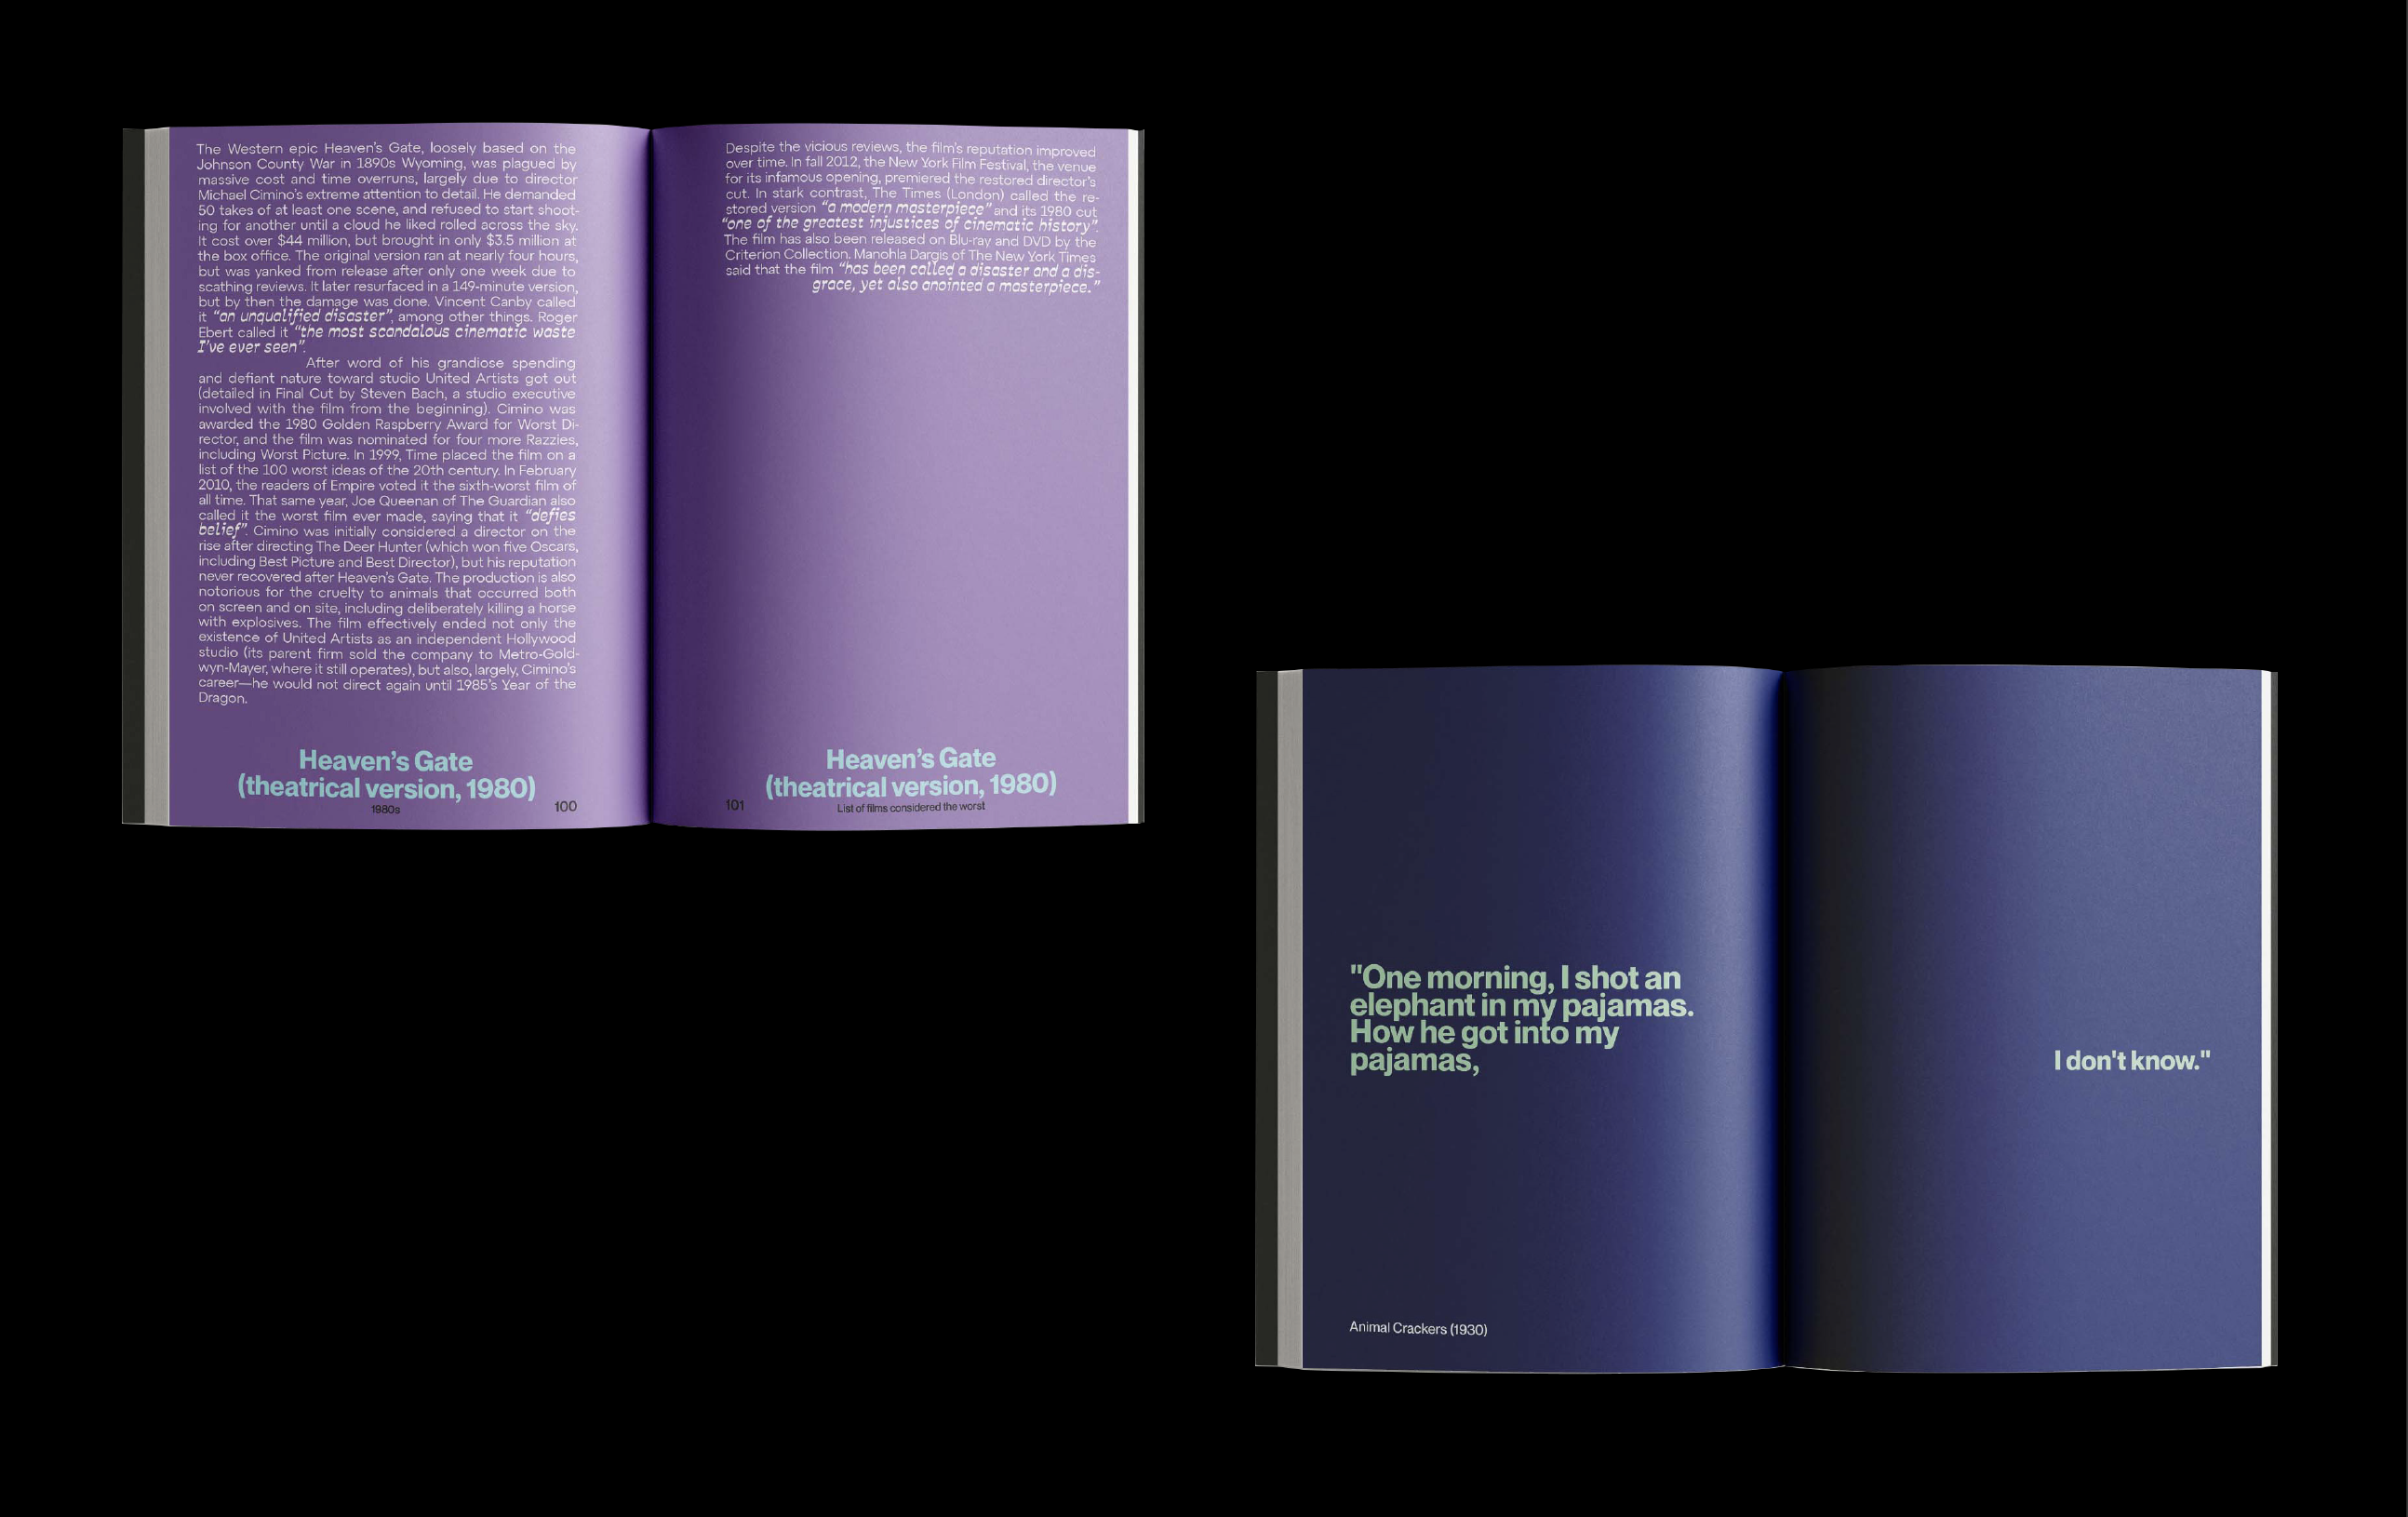 The Western epic Heaven's Gate, loosely based on the
Johnson County War in 1890s Wyoming, was plagued by
massive cost and time overruns, largely due to director
Michael Cimino's extreme attention to detail. He demanded
50 takes of at least one scene, and refused to start shoot-
ing for another until a cloud he liked rolled across the sky.
It cost over $44 million, but brought in only $3.5 million at
the box office. The original version ran at nearly four hours,
but was yanked from release after only one week due to
scathing reviews. It later resurfaced in a 149-minute version,
but by then the damage was done. Vincent Canby called
it “an unqualified disaster”, among other things. Roger
Ebert called it “the most scandalous cinematic waste
I've ever seen”.
After word of his grandiose spending
and defiant nature toward studio United Artists got out
(detailed in Final Cut by Steven Bach, a studio executive
involved with the film from the beginning). Cimino was
awarded the 1980 Golden Raspberry Award for Worst Di-
rector, and the film was nominated for four more Razzies,
including Worst Picture. In 1999, Time placed the film on a
list of the 100 worst ideas of the 20th century. In February
2010, the readers of Empire voted it the sixth-worst film of
all time. That same year, Joe Queenan of The Guardian also
called it the worst film ever made, saying that it “defies
belief”. Cimino was initially considered a director on the
rise after directing The Deer Hunter (which won five Oscars,
including Best Picture and Best Director), but his reputation
never recovered after Heaven's Gate. The production is also
notorious for the cruelty to animals that occurred both
on screen and on site, including deliberately killing a horse
with explosives. The film effectively ended not only the
existence of United Artists as an independent Hollywood
studio (its parent firm sold the company to Metro-Gold-
wyn-Mayer, where it still operates), but also, largely, Cimino's
career—he would not direct again until 1985's Year of the
Dragon.
Heaven's Gate
(theatrical version, 1980)
1980s
100
Despite the vicious reviews, the film's reputation improved
over time. In fall 2012, the New York Film Festival, the venue
for its infamous opening, premiered the restored director's
cut. In stark contrast, The Times (London) called the re-
stored version “a modern masterpiece” and its 1980 cut
“one of the greatest injustices of cinematic history”.
The film has also been released on Blu-ray and DVD by the
Criterion Collection. Manohla Dargis of The New York Times
said that the film “has been called a disaster and a dis-
grace, yet also anointed a masterpiece.”
Heaven's Gate
(theatrical version, 1980)
101
List of films considered the worst
"One morning, I shot an
elephant in my pajamas.
How he got into my
pajamas,
I don't know."
Animal Crackers (1930)